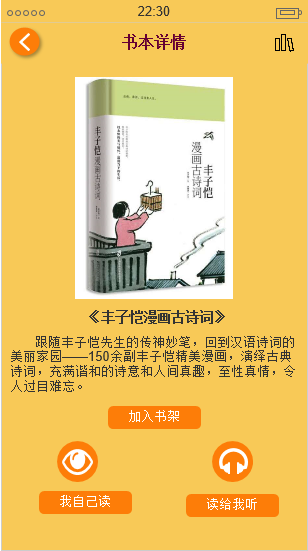 22:30
书本详情
丰子恺
漫画古诗词
丰子恺漫画古诗词
《丰子恺漫画古诗词》
跟随丰子恺先生的传神妙笔，回到汉语诗词的
美丽家园——150余副丰子恺精美漫画，演绎古典
诗词，充满谐和的诗意和人间真趣，至性真情，令
人过目难忘。
加入书架
我自己读
读给我听